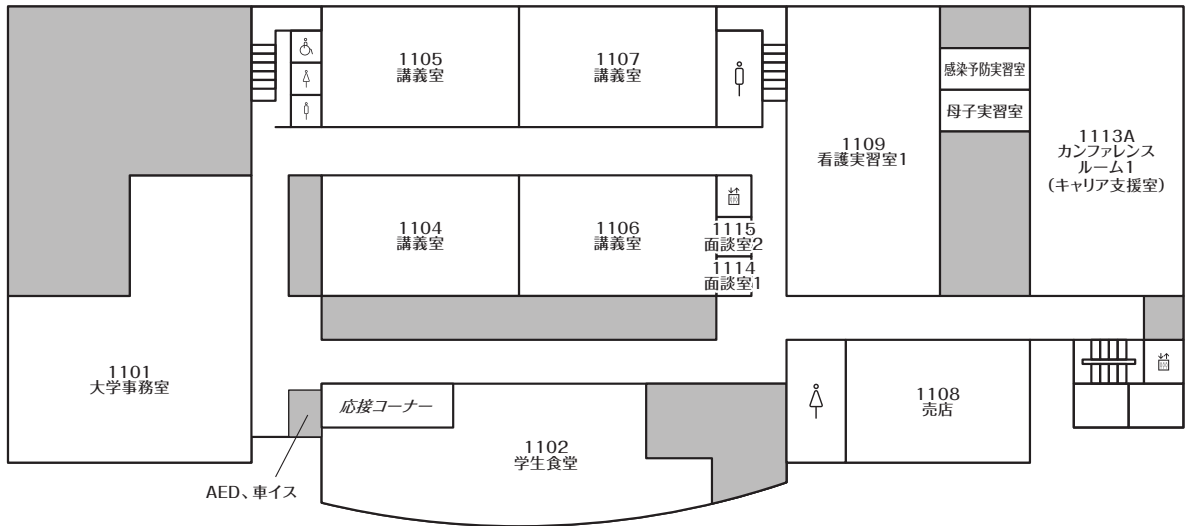 1105
講義室
1107
講義室
感染予防実習室
母子実習室
1109
看護実習室1
1113A
カンファレンス
ルーム1
（キャリア支援室）
1104
講義室
1106
講義室
1115
面談室2
1114
面談室1
1101
大学事務室
応接コーナー
1108
売店
1102
学生食堂
AED、車イス